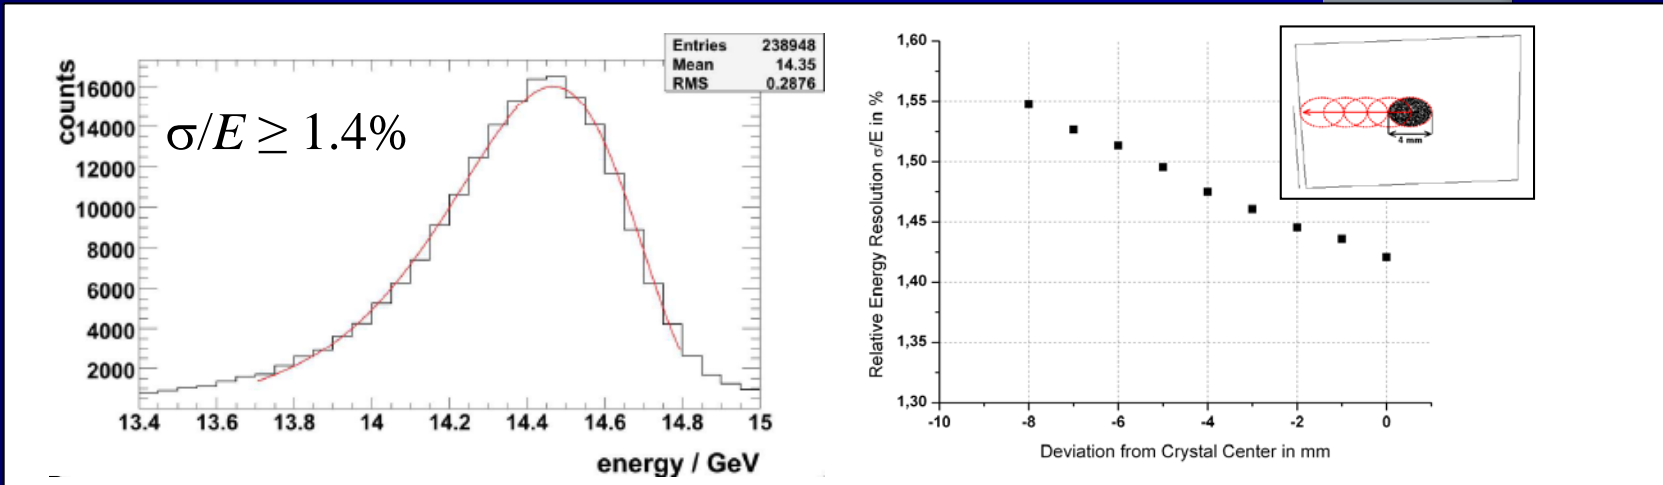 Entries 238948
Mean 14.35
RMS 0.2876
counts
σ/E ≥ 1.4%
16000
14000
12000
10000
8000
6000
4000
2000
13.4 13.6 13.8 14 14.2 14.4 14.6 14.8 15
energy / GeV
Relative Energy Resolution σ/E in %
1,60
1,55
1,50
1,45
1,40
1,35
1,30
-10 -8 -6 -4 -2 0
Deviation from Crystal Center in mm
4 mm